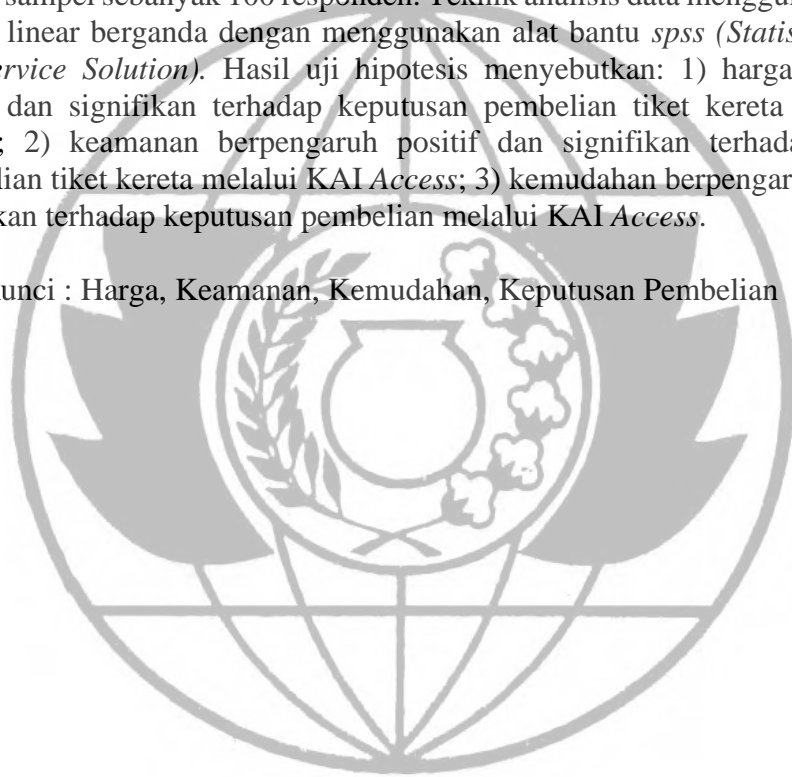 sampel sebanyak 100 responden. Teknik analisis data menggu
linear berganda dengan menggunakan alat bantu spss (Statis
ervice Solution). Hasil uji hipotesis menyebutkan: 1) harga
dan signifikan terhadap keputusan pembelian tiket kereta
; 2) keamanan berpengaruh positif dan signifikan terhada
lian tiket kereta melalui KAI Access; 3) kemudahan berpengar
kan terhadap keputusan pembelian melalui KAI Access.
unci : Harga, Keamanan, Kemudahan, Keputusan Pembelian